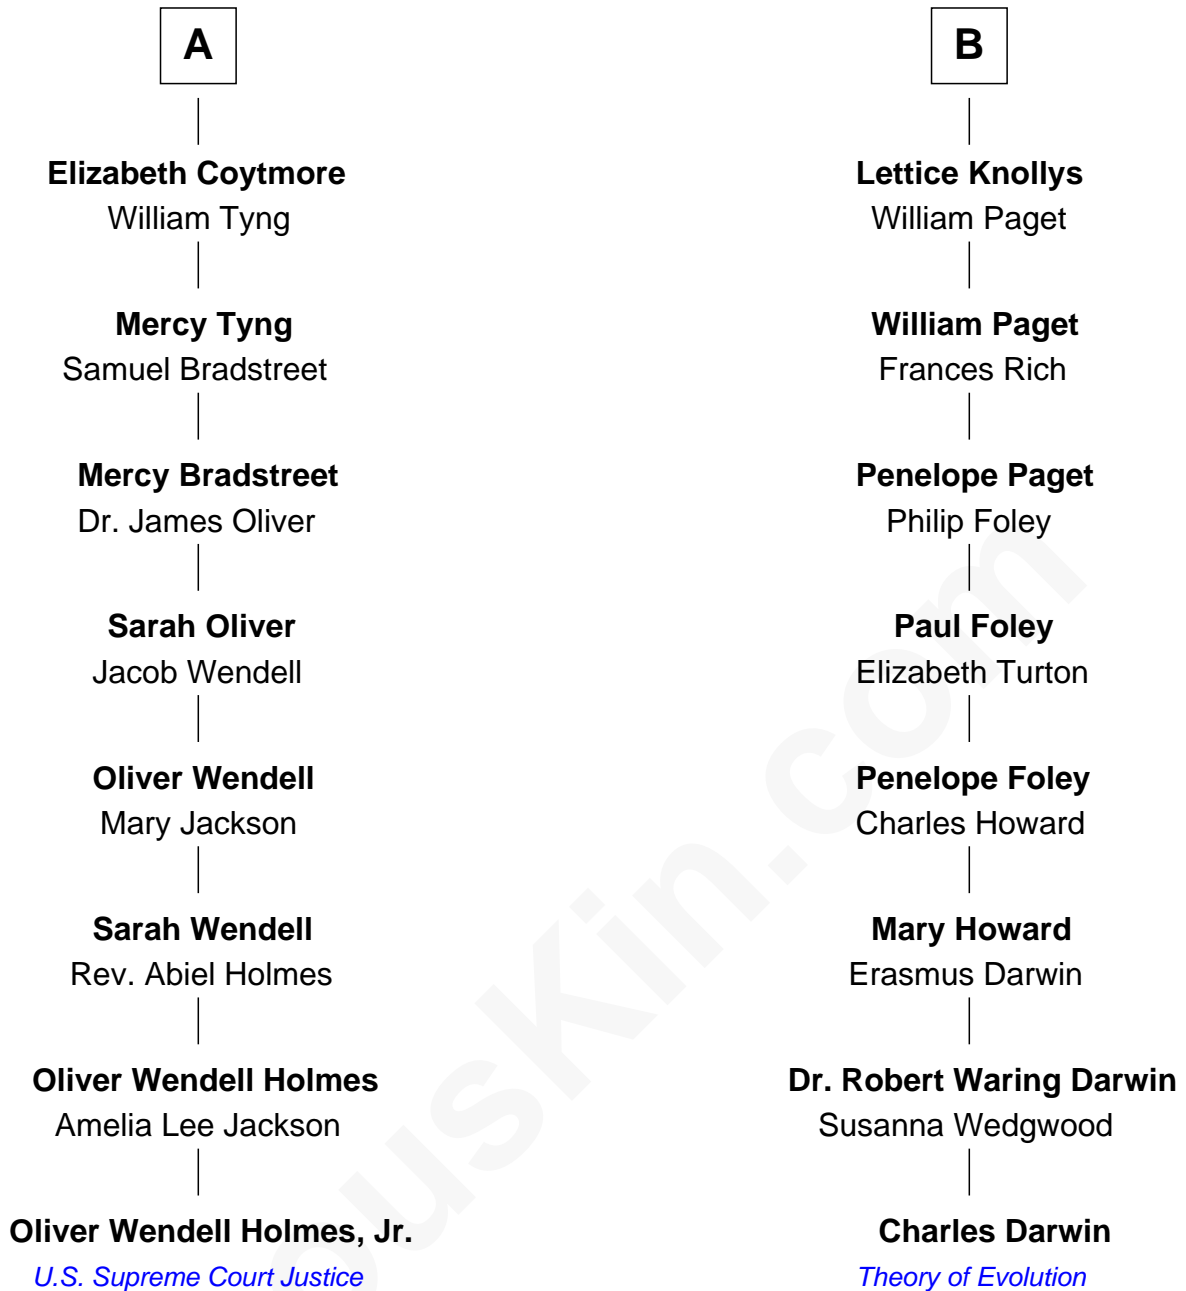 A
Elizabeth Coytmore
William Tyng
Mercy Tyng
Samuel Bradstreet
Mercy Bradstreet
Dr. James Oliver
Sarah Oliver
Jacob Wendell
Oliver Wendell
Mary Jackson
Sarah Wendell
Rev. Abiel Holmes
Oliver Wendell Holmes
Amelia Lee Jackson
Oliver Wendell Holmes, Jr.
U.S. Supreme Court Justice
B
Lettice Knollys
William Paget
William Paget
Frances Rich
Penelope Paget
Philip Foley
Paul Foley
Elizabeth Turton
Penelope Foley
Charles Howard
Mary Howard
Erasmus Darwin
Dr. Robert Waring Darwin
Susanna Wedgwood
Charles Darwin
Theory of Evolution
ousKin.com